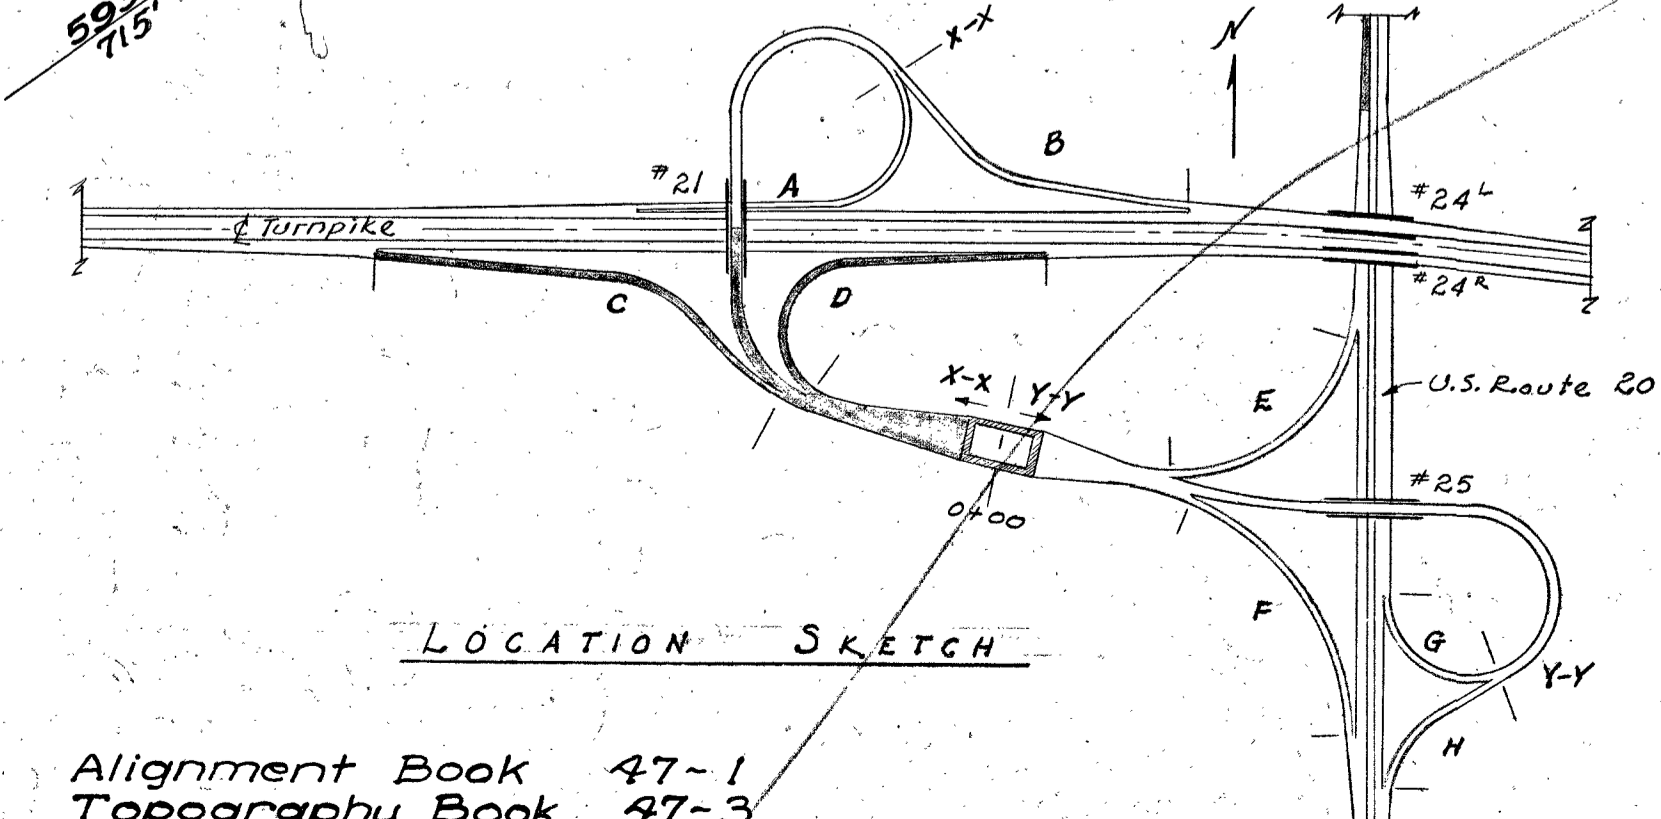 715'
X-X
N
B
#21
A
#24L
₵ Turnpike
#24R
C
D
X-X
Y-Y
E
U.S. Route 20
#25
0+00
F
LOCATION SKETCH
G
Y-Y
H
Alignment Book 47-1
Topography Book 47-3